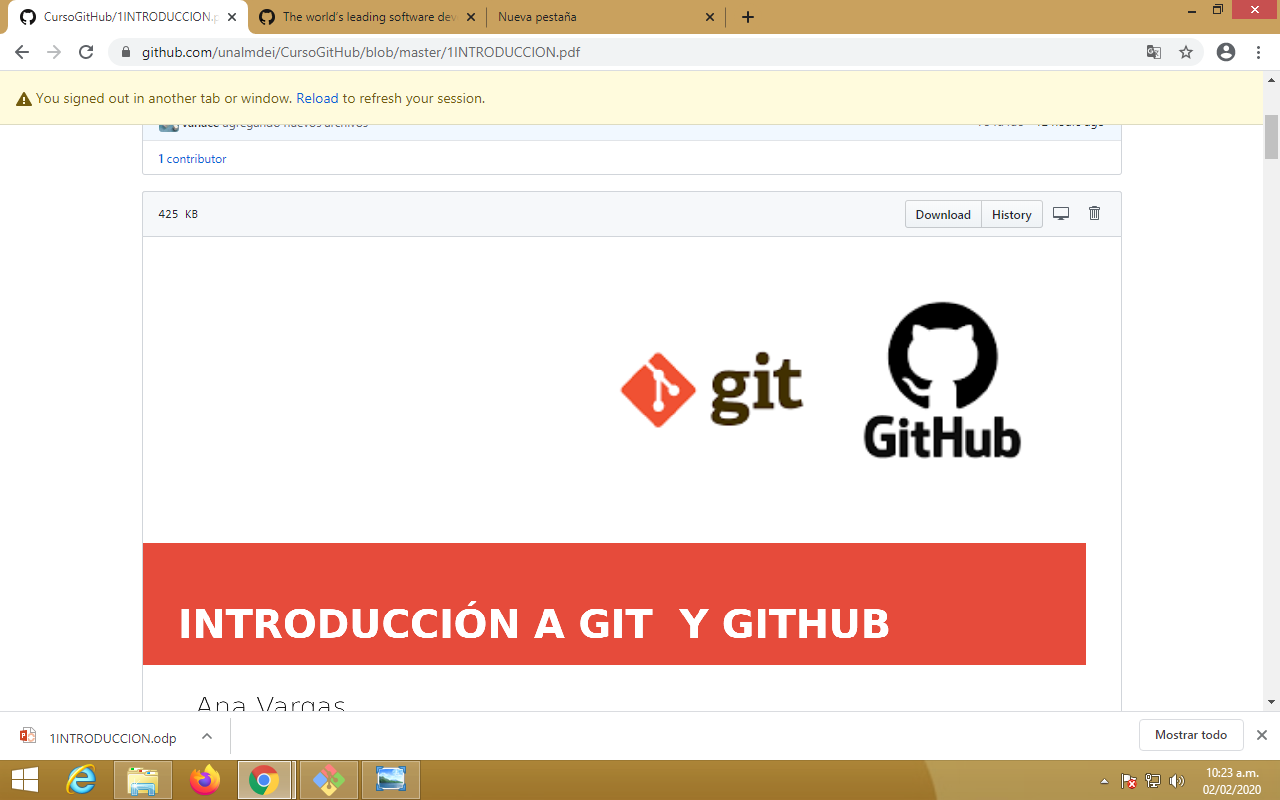 CursoGitHub/1INTRODUCCION.p
The world's leading software dev
Nueva pestaña
github.com/unalmdei/CursoGitHub/blob/master/1INTRODUCCION.pdf
You signed out in another tab or window. Reload to refresh your session.
agregando nuevos archivos
1 contributor
425 KB
Download
History
git
GitHub
INTRODUCCIÓN A GIT Y GITHUB
Ana Vargas
1INTRODUCCION.odp
Mostrar todo
10:23 a.m.
02/02/2020